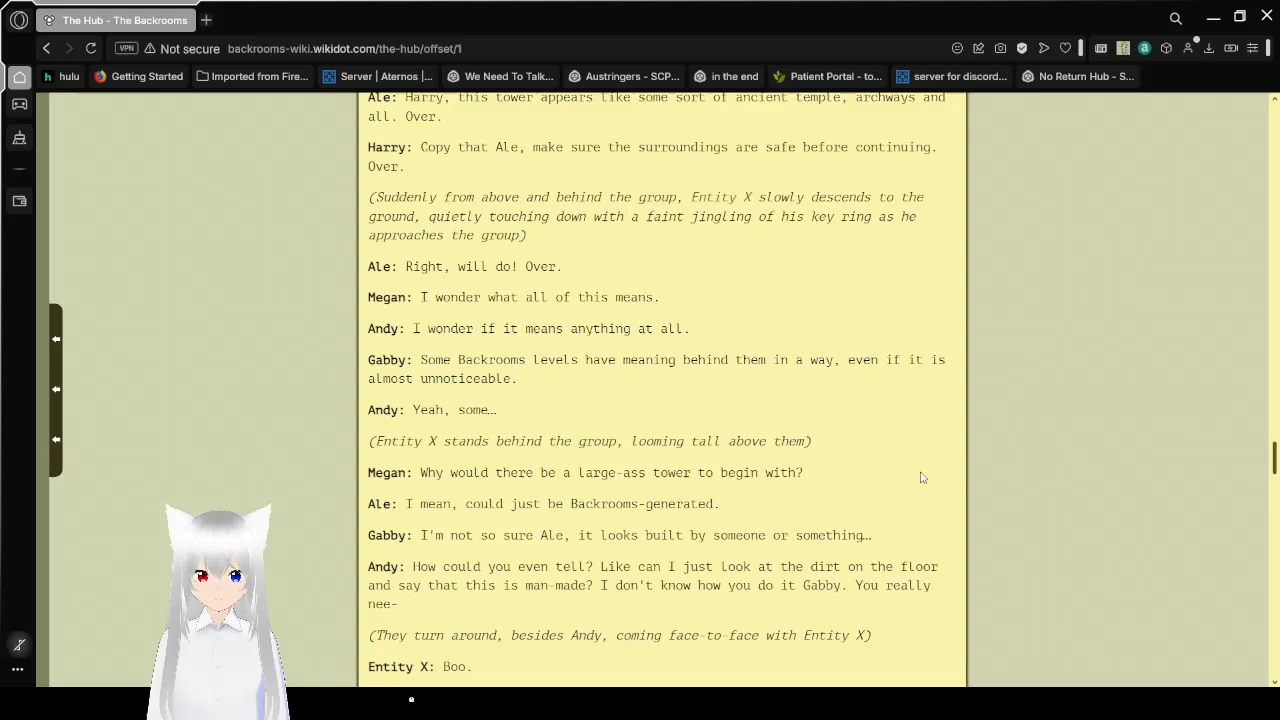 The Hub - The Backrooms
VPN Not secure backrooms-wiki.wikidot.com/the-hub/offset/1
hulu Getting Started Imported from Fire... Server | Aternos |... We Need To Talk... Austringers - SCP... in the end Patient Portal - to... server for discord... No Return Hub - S...
Ale: Harry, this tower appears like some sort of ancient temple, archways and
all. Over.
Harry: Copy that Ale, make sure the surroundings are safe before continuing.
Over.
(Suddenly from above and behind the group, Entity X slowly descends to the
ground, quietly touching down with a faint jingling of his key ring as he
approaches the group)
Ale: Right, will do! Over.
Megan: I wonder what all of this means.
Andy: I wonder if it means anything at all.
Gabby: Some Backrooms levels have meaning behind them in a way, even if it is
almost unnoticeable.
Andy: Yeah, some…
(Entity X stands behind the group, looming tall above them)
Megan: Why would there be a large-ass tower to begin with?
Ale: I mean, could just be Backrooms-generated.
Gabby: I'm not so sure Ale, it looks built by someone or something…
Andy: How could you even tell? Like can I just look at the dirt on the floor
and say that this is man-made? I don't know how you do it Gabby. You really
nee-
(They turn around, besides Andy, coming face-to-face with Entity X)
Entity X: Boo.